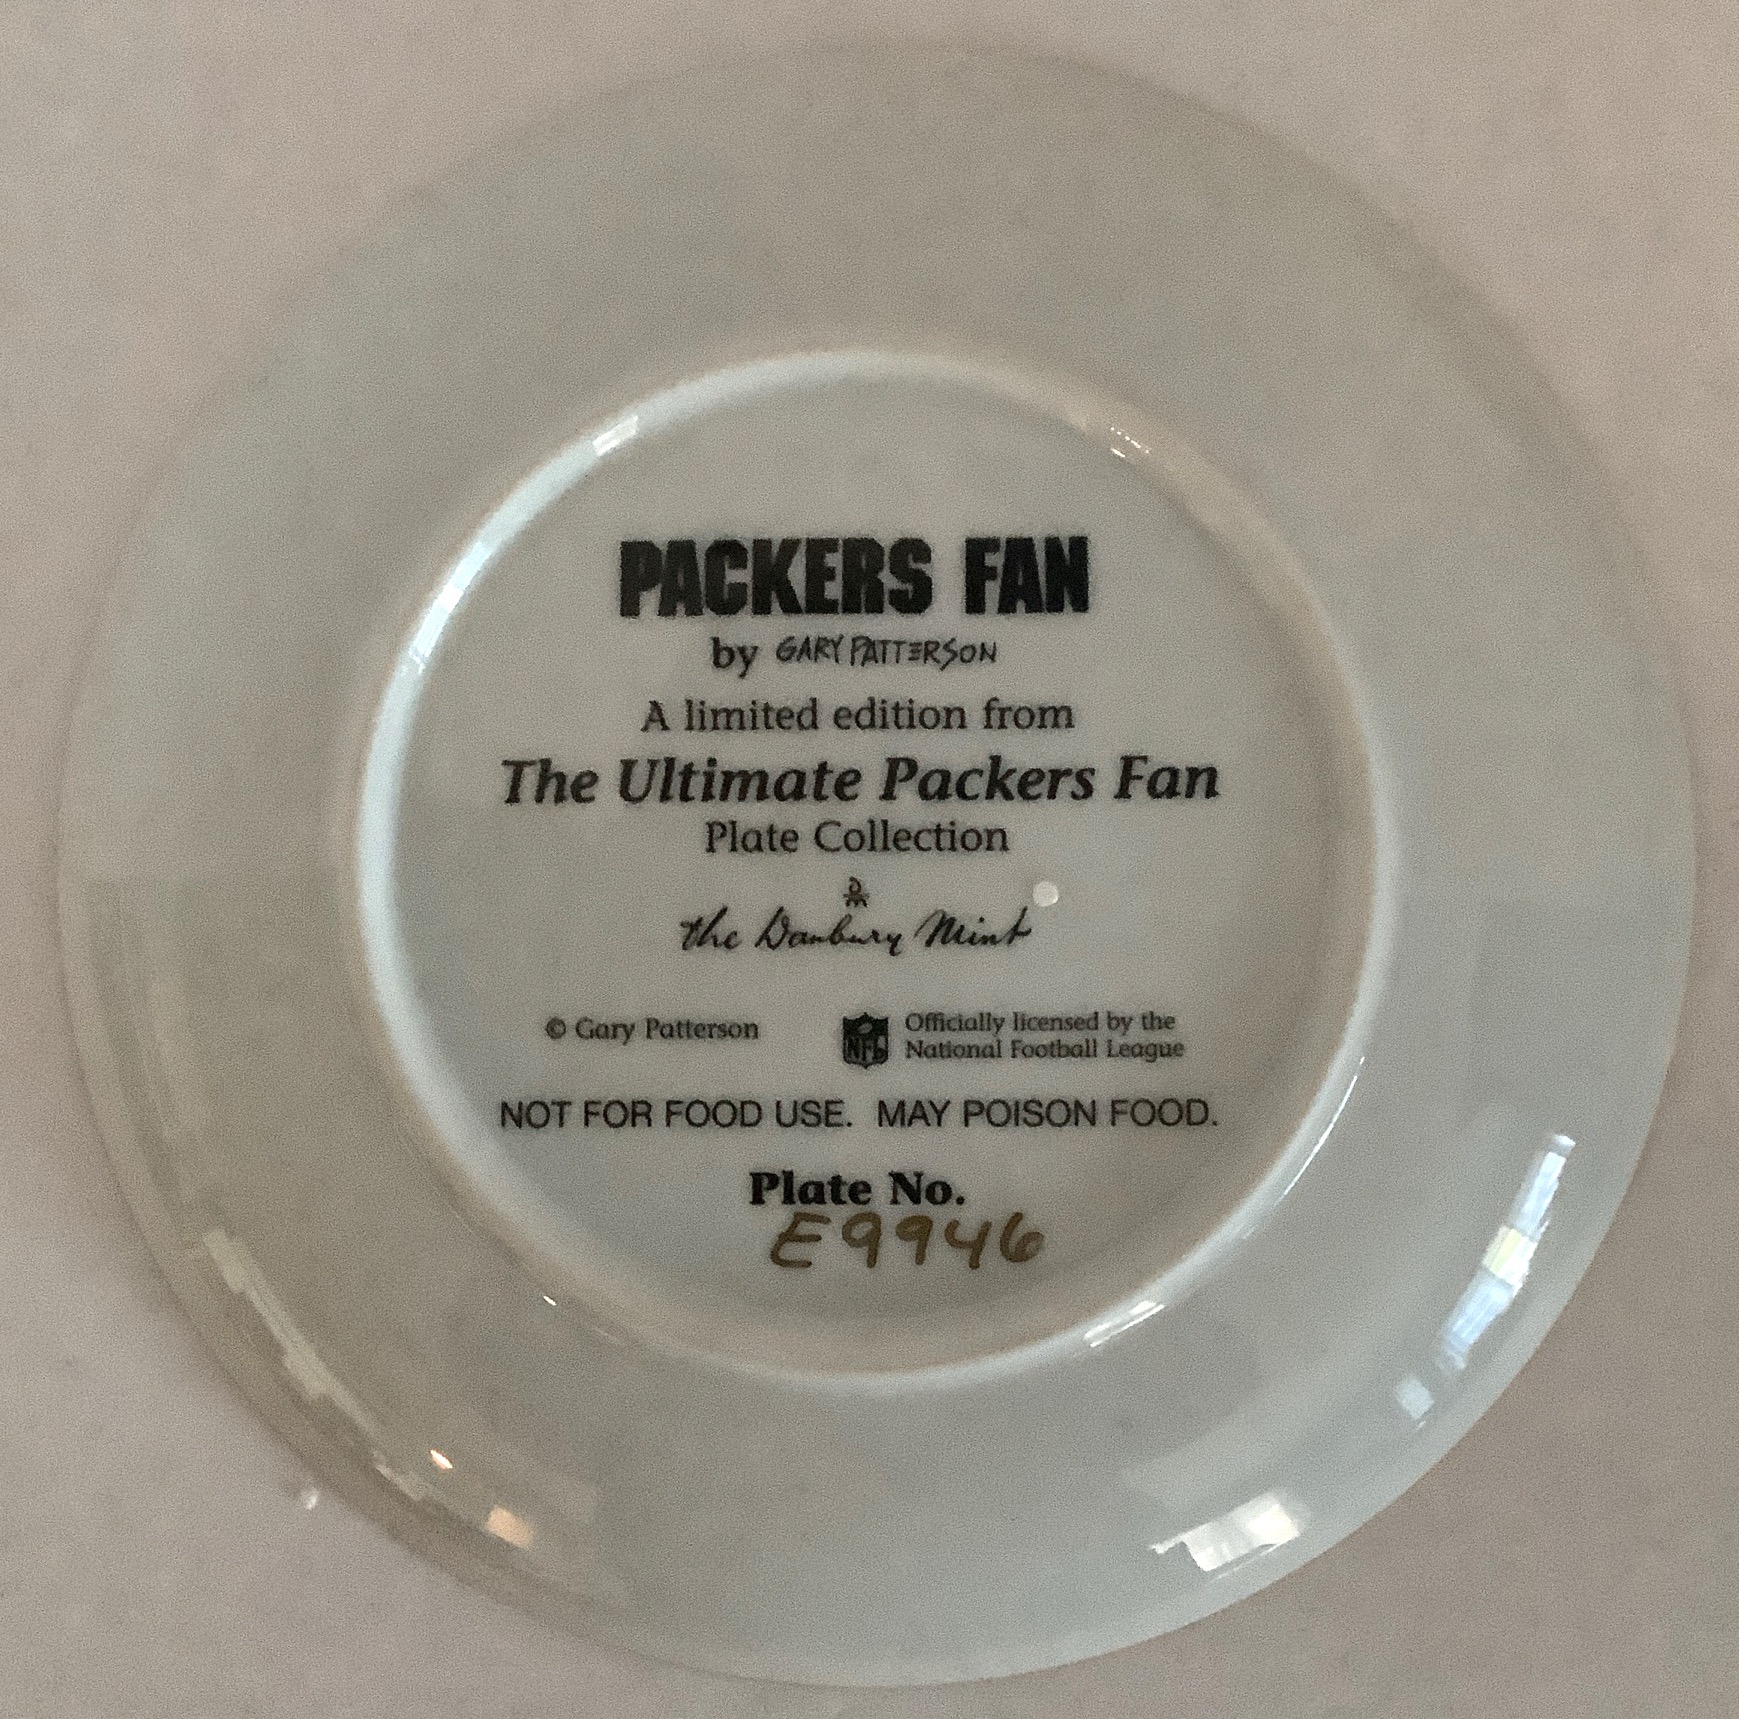 PACKERS FAN
by GARY PATTERSON
A limited edition from
The Ultimate Packers Fan
Plate Collection
the Danbury Mint
© Gary Patterson
NFL
Officially licensed by the
National Football League
NOT FOR FOOD USE. MAY POISON FOOD.
Plate No.
E9946